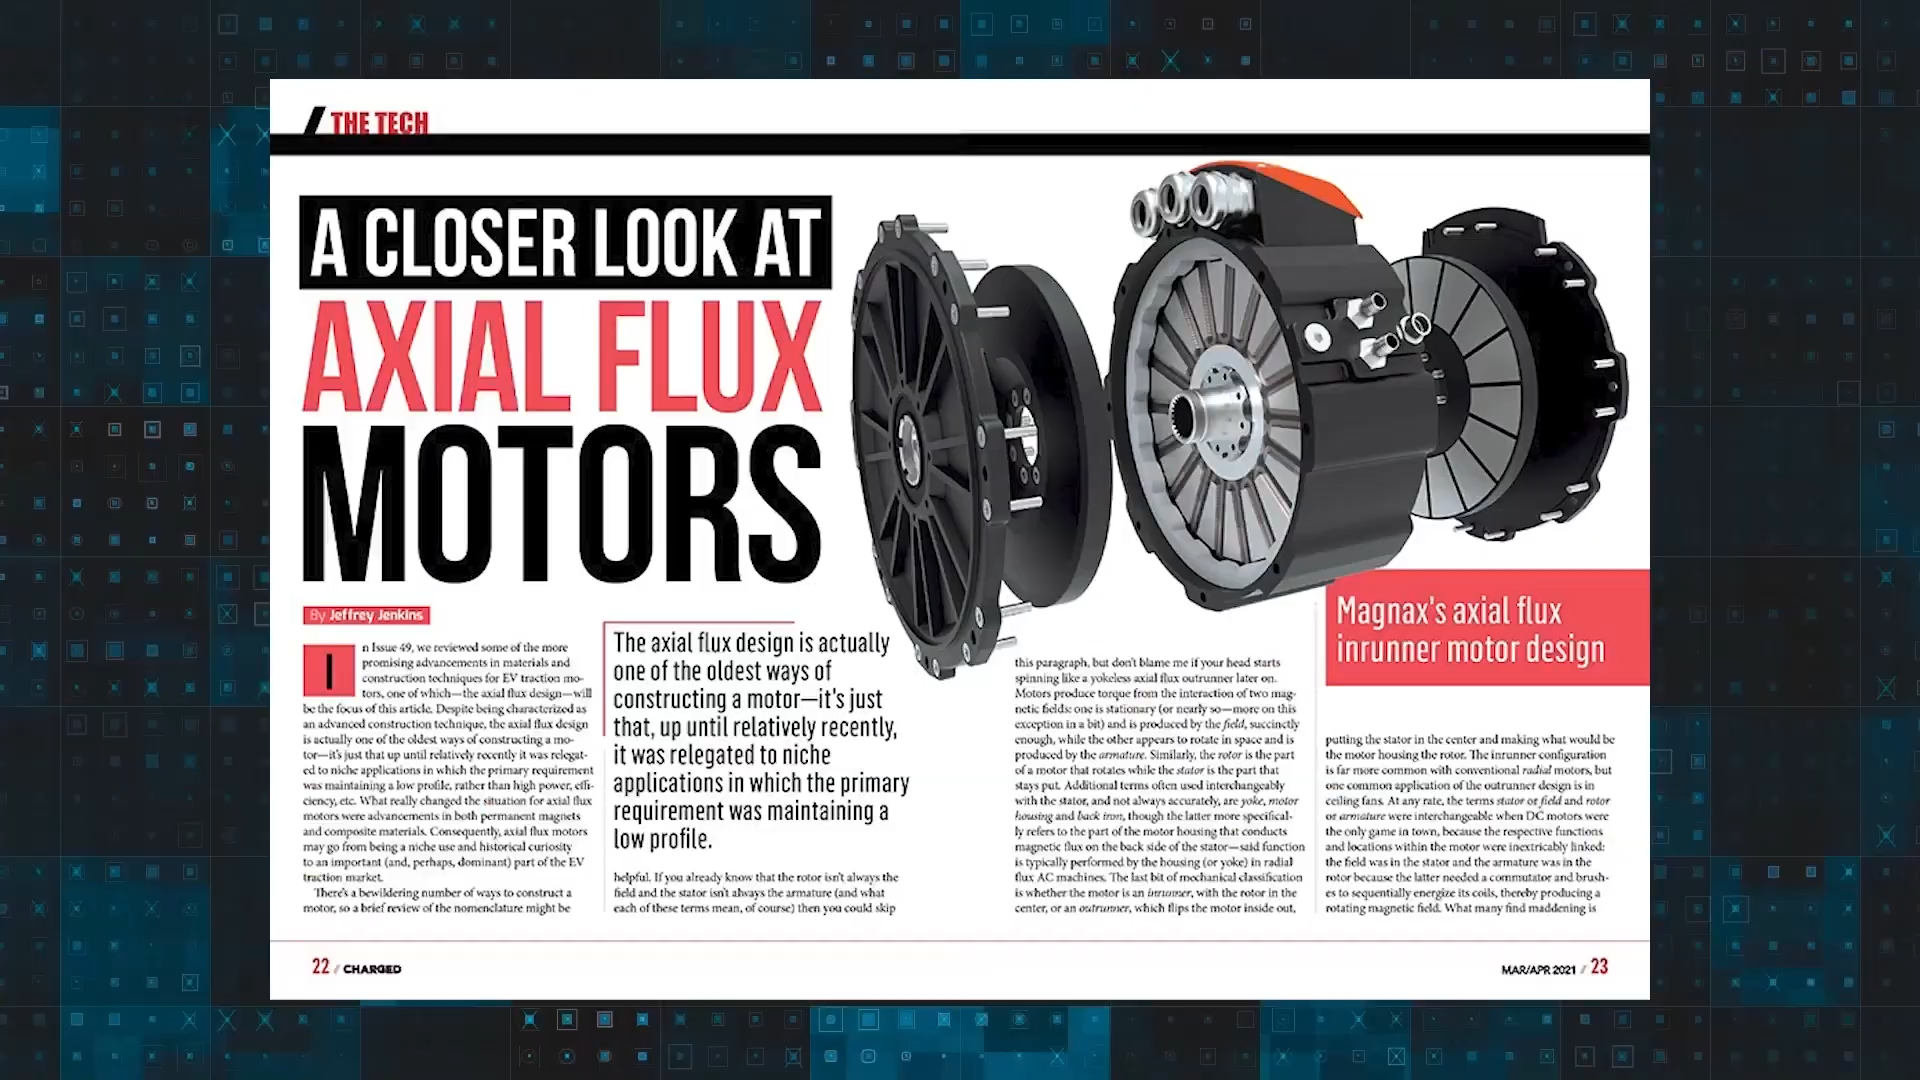 THE TECH
A CLOSER LOOK AT
AXIAL FLUX
MOTORS
By Jeffrey Jenkins
In Issue 49, we reviewed some of the more
promising advancements in materials and
construction techniques for EV traction mo-
tors, one of which—the axial flux design—will
be the focus of this article. Despite being characterized as
an advanced construction technique, the axial flux design
is actually one of the oldest ways of constructing a mo-
tor—it's just that up until relatively recently it was relegat-
ed to niche applications in which the primary requirement
was maintaining a low profile, rather than high power, effi-
ciency, etc. What really changed the situation for axial flux
motors were advancements in both permanent magnets
and composite materials. Consequently, axial flux motors
may go from being a niche use and historical curiosity
to an important (and, perhaps, dominant) part of the EV
traction market.
There's a bewildering number of ways to construct a
motor, so a brief review of the nomenclature might be
The axial flux design is actually
one of the oldest ways of
constructing a motor—it's just
that, up until relatively recently,
it was relegated to niche
applications in which the primary
requirement was maintaining a
low profile.
helpful. If you already know that the rotor isn't always the
field and the stator isn't always the armature (and what
each of these terms mean, of course) then you could skip
this paragraph, but don't blame me if your head starts
spinning like a yokeless axial flux outrunner later on.
Motors produce torque from the interaction of two mag-
netic fields: one is stationary (or nearly so—more on this
exception in a bit) and is produced by the field, succinctly
enough, while the other appears to rotate in space and is
produced by the armature. Similarly, the rotor is the part
of a motor that rotates while the stator is the part that
stays put. Additional terms often used interchangeably
with the stator, and not always accurately, are yoke, motor
housing and back iron, though the latter more specifical-
ly refers to the part of the motor housing that conducts
magnetic flux on the back side of the stator—said function
is typically performed by the housing (or yoke) in radial
flux AC machines. The last bit of mechanical classification
is whether the motor is an inrunner, with the rotor in the
center, or an outrunner, which flips the motor inside out,
Magnax's axial flux
inrunner motor design
putting the stator in the center and making what would be
the motor housing the rotor. The inrunner configuration
is far more common with conventional radial motors, but
one common application of the outrunner design is in
ceiling fans. At any rate, the terms stator or field and rotor
or armature were interchangeable when DC motors were
the only game in town, because the respective functions
and locations within the motor were inextricably linked:
the field was in the stator and the armature was in the
rotor because the latter needed a commutator and brush-
es to sequentially energize its coils, thereby producing a
rotating magnetic field. What many find maddening is
22 / CHARGED
MAR/APR 2021 / 23